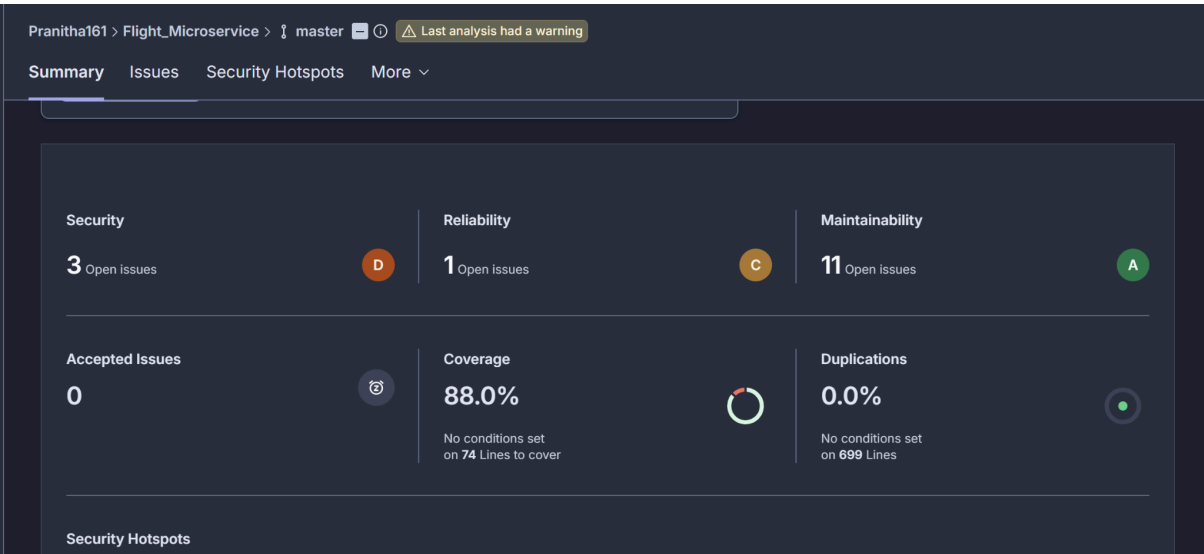 Pranitha161 > Flight_Microservice > master Last analysis had a warning
Summary Issues Security Hotspots More
Security
3 Open issues
D
Reliability
1 Open issues
C
Maintainability
11 Open issues
A
Accepted Issues
0
Coverage
88.0%
No conditions set
on 74 Lines to cover
Duplications
0.0%
No conditions set
on 699 Lines
Security Hotspots